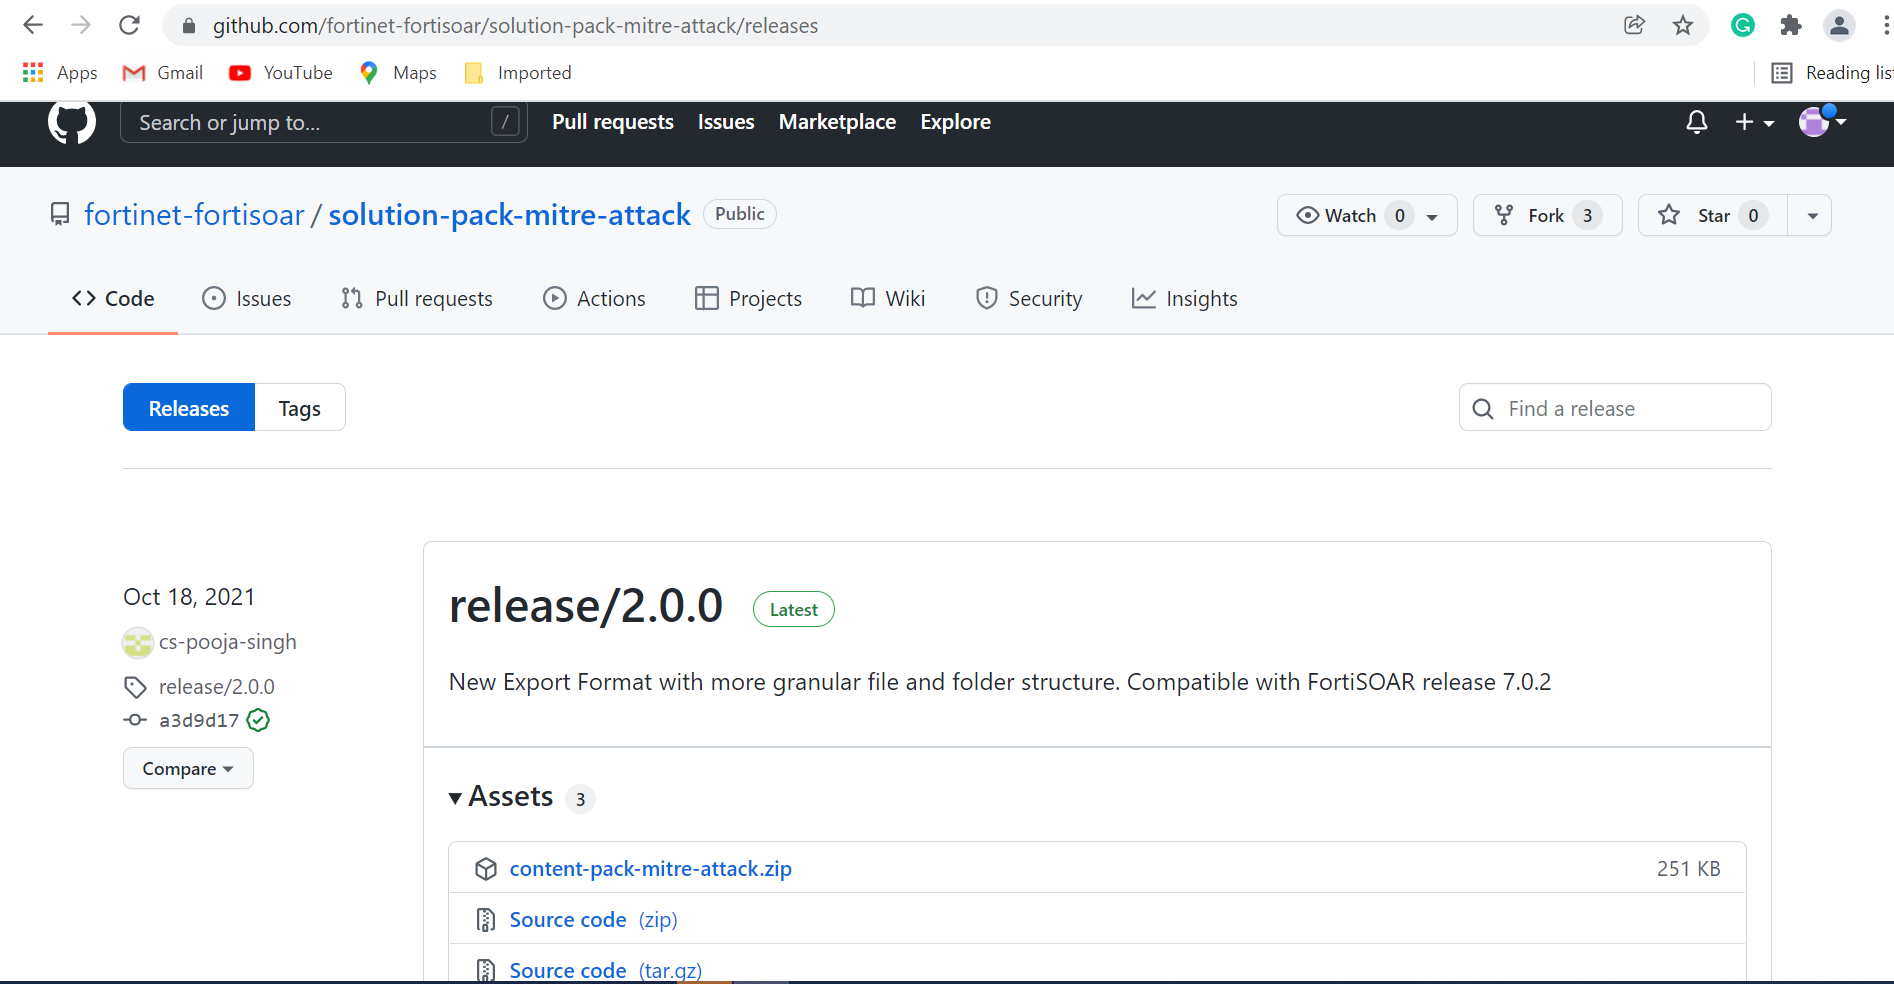 github.com/fortinet-fortisoar/solution-pack-mitre-attack/releases
Apps Gmail YouTube Maps Imported Reading list
Search or jump to... / Pull requests Issues Marketplace Explore
fortinet-fortisoar / solution-pack-mitre-attack Public Watch 0 Fork 3 Star 0
Code Issues Pull requests Actions Projects Wiki Security Insights
Releases Tags Find a release
Oct 18, 2021
cs-pooja-singh
release/2.0.0
a3d9d17
Compare
release/2.0.0 Latest
New Export Format with more granular file and folder structure. Compatible with FortiSOAR release 7.0.2
Assets 3
content-pack-mitre-attack.zip 251 KB
Source code (zip)
Source code (tar.gz)